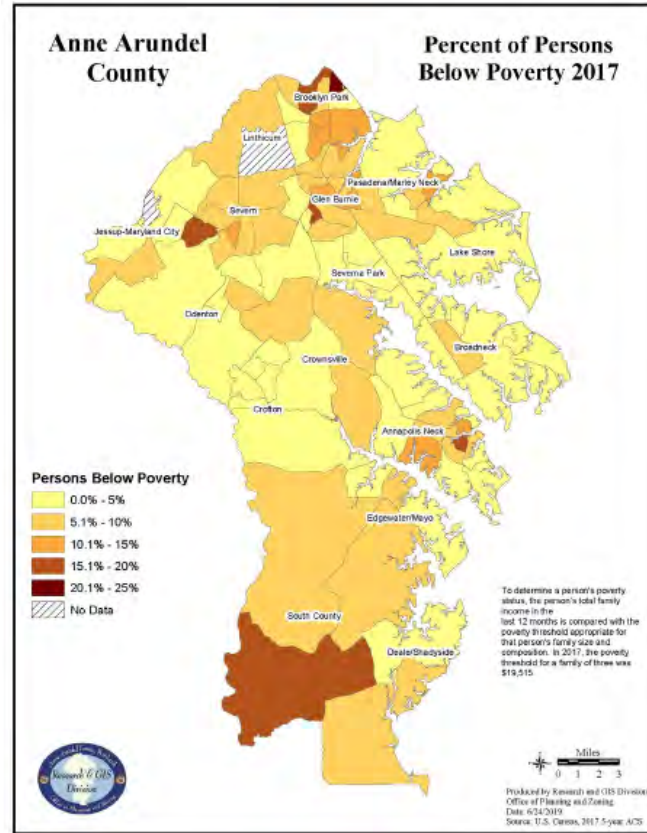 Anne Arundel
County
Percent of Persons
Below Poverty 2017
Brooklyn Park
Linthicum
Pasadena/Marley Neck
Glen Burnie
Severn
Jessup-Maryland City
Lake Shore
Severna Park
Odenton
Broadneck
Crownsville
Crofton
Annapolis Neck
Persons Below Poverty
0.0% - 5%
5.1% - 10%
10.1% - 15%
15.1% - 20%
20.1% - 25%
No Data
Edgewater/Mayo
South County
Deale/Shadyside
To determine a person's poverty
status, the person's total family
income in the
last 12 months is compared with the
poverty threshold appropriate for
that person's family size and
composition. In 2017, the poverty
threshold for a family of three was
$19,515.
Research & GIS
Division
Miles
0 1 2 3
Produced by Research and GIS Division
Office of Planning and Zoning
Date: 6/24/2019
Source: U.S. Census, 2017 5-year ACS